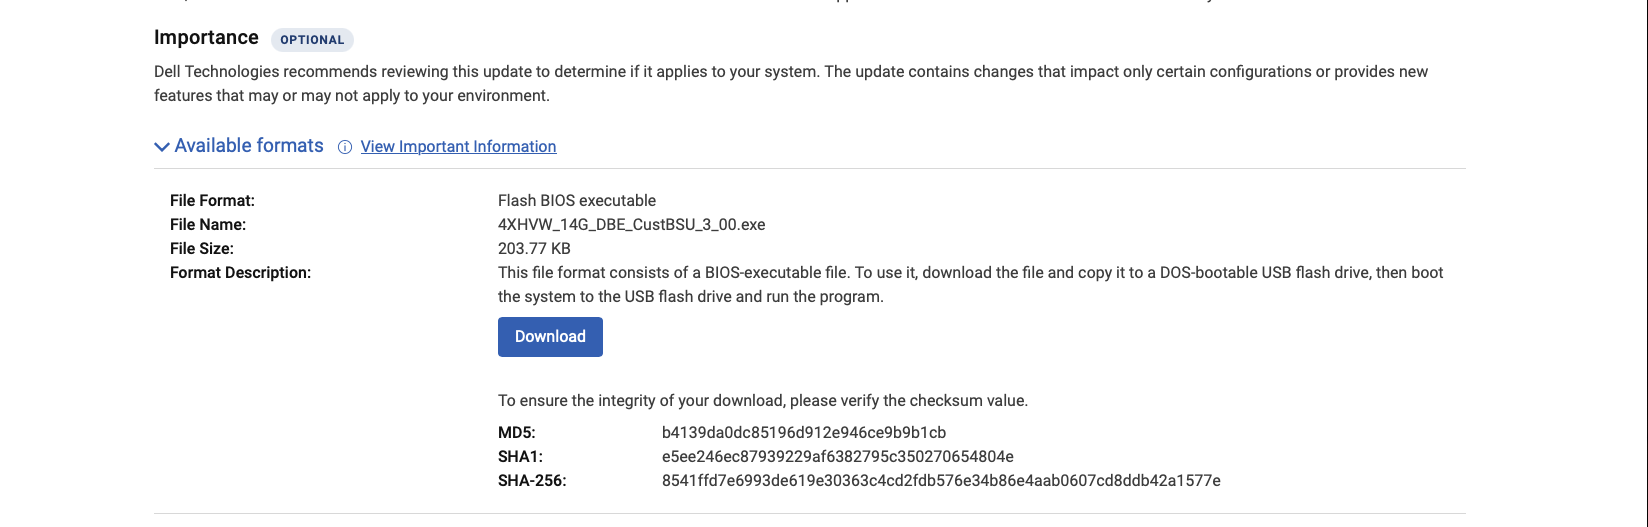 Importance OPTIONAL
Dell Technologies recommends reviewing this update to determine if it applies to your system. The update contains changes that impact only certain configurations or provides new
features that may or may not apply to your environment.
Available formats View Important Information
File Format: Flash BIOS executable
File Name: 4XHVW_14G_DBE_CustBSU_3_00.exe
File Size: 203.77 KB
Format Description: This file format consists of a BIOS-executable file. To use it, download the file and copy it to a DOS-bootable USB flash drive, then boot
the system to the USB flash drive and run the program.
Download
To ensure the integrity of your download, please verify the checksum value.
MD5: b4139da0dc85196d912e946ce9b9b1cb
SHA1: e5ee246ec87939229af6382795c350270654804e
SHA-256: 8541ffd7e6993de619e30363c4cd2fdb576e34b86e4aab0607cd8ddb42a1577e